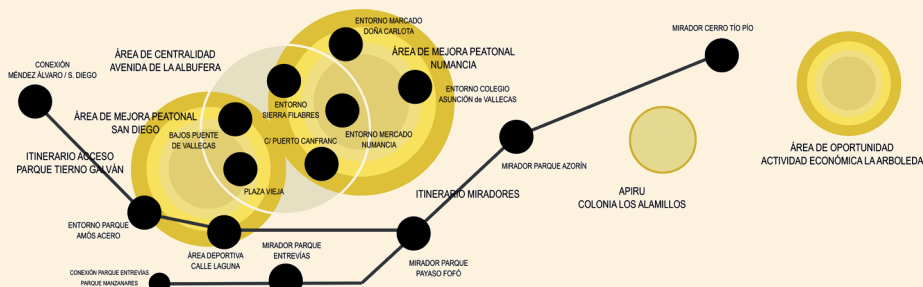 ENTORNO MARCADO
DOÑA CARLOTA
MIRADOR CERRO TÍO PÍO
ÁREA DE CENTRALIDAD
AVENIDA DE LA ALBUFERA
ÁREA DE MEJORA PEATONAL
NUMANCIA
CONEXIÓN
MÉNDEZ ÁLVARO / S. DIEGO
ENTORNO COLEGIO
ASUNCIÓN de VALLECAS
ENTORNO
SIERRA FILABRES
ÁREA DE MEJORA PEATONAL
SAN DIEGO
BAJOS PUENTE
DE VALLECAS
C/ PUERTO CANFRANC
ENTORNO MERCADO
NUMANCIA
ÁREA DE OPORTUNIDAD
ACTIVIDAD ECONÓMICA LA ARBOLEDA
ITINERARIO ACCESO
PARQUE TIERNO GALVÁN
MIRADOR PARQUE AZORÍN
PLAZA VIEJA
ITINERARIO MIRADORES
APIRU
COLONIA LOS ALAMILLOS
ENTORNO PARQUE
AMÓS ACERO
ÁREA DEPORTIVA
CALLE LAGUNA
MIRADOR PARQUE
ENTREVÍAS
MIRADOR PARQUE
PAYASO FOFÓ
CONEXIÓN PARQUE ENTREVÍAS
PARQUE MANZANARES